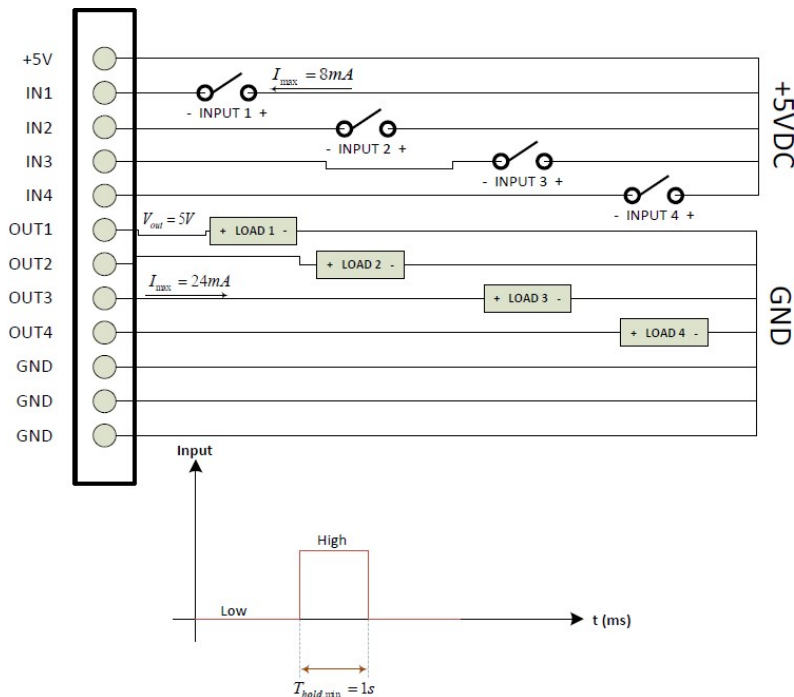 +5V
IN1
IN2
IN3
IN4
OUT1
OUT2
OUT3
OUT4
GND
GND
GND
I_max = 8mA
- INPUT 1 +
- INPUT 2 +
- INPUT 3 +
- INPUT 4 +
+5VDC
V_out = 5V
+ LOAD 1 -
+ LOAD 2 -
I_max = 24mA
+ LOAD 3 -
+ LOAD 4 -
GND
Input
High
Low
t (ms)
T_hold min = 1s